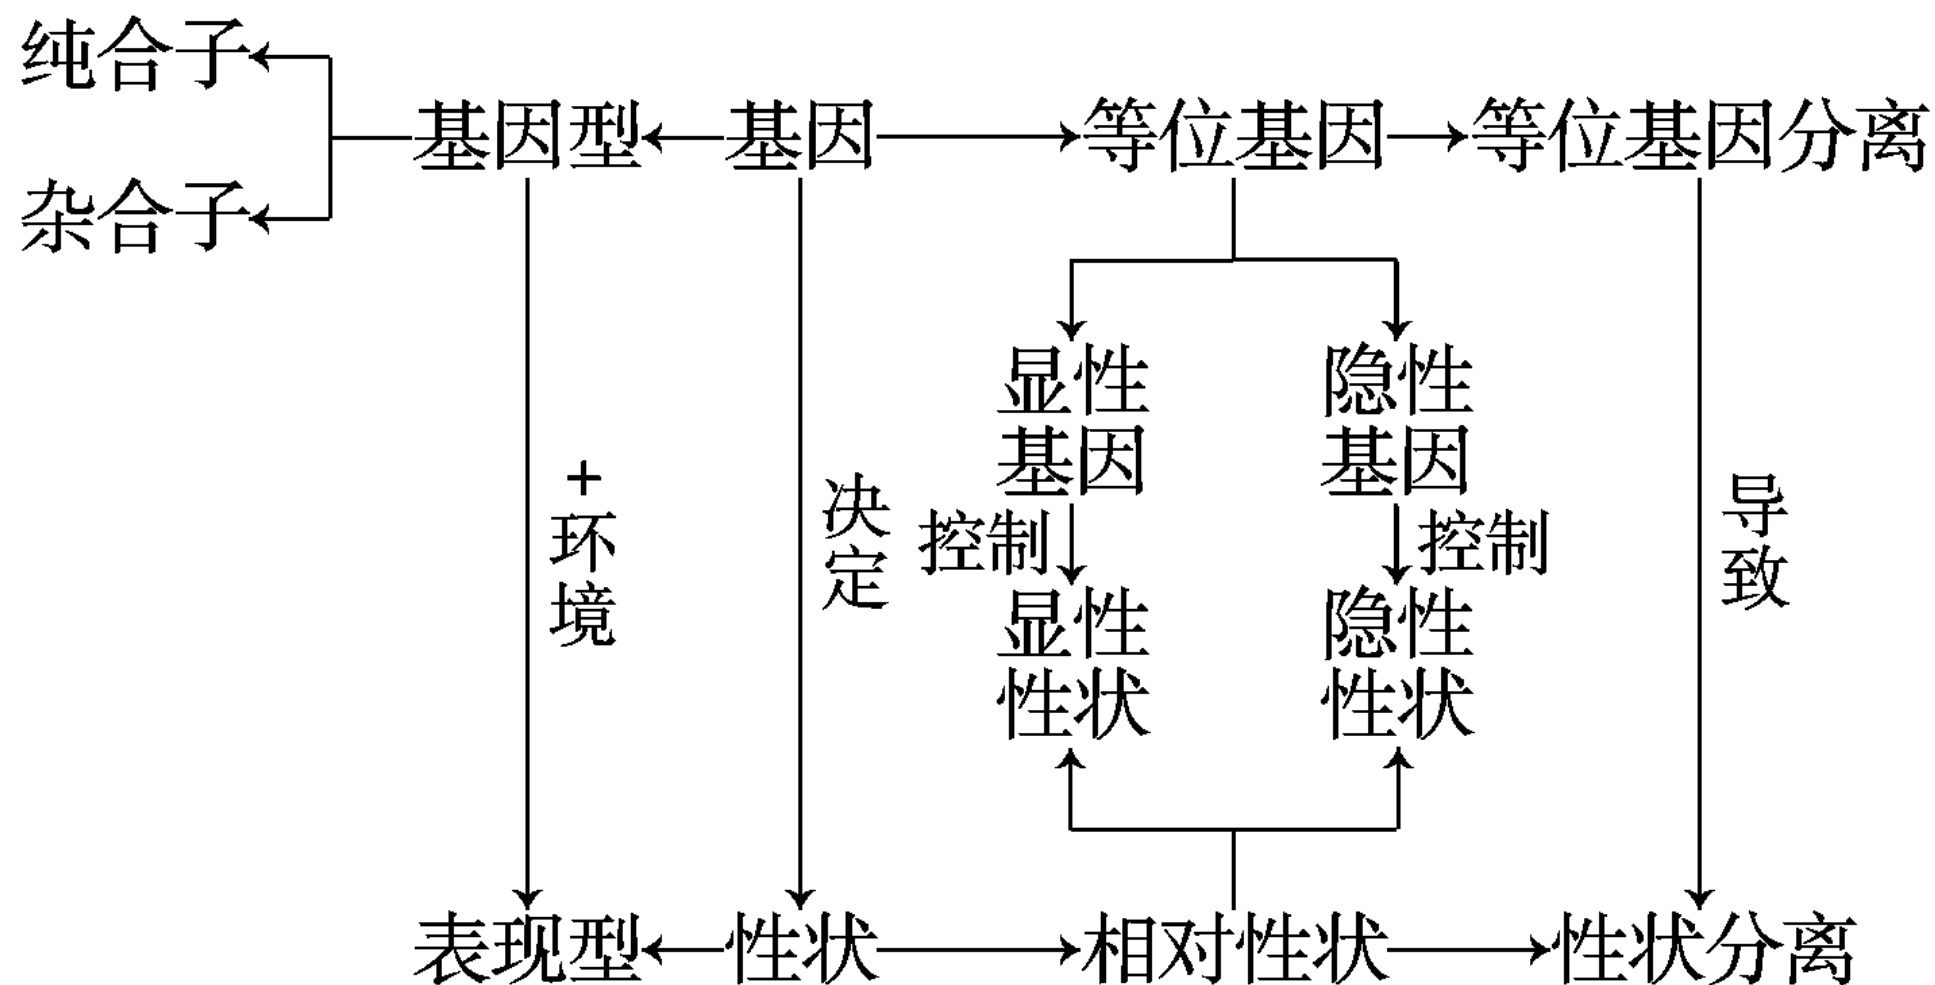 纯合子
基因型
基因
等位基因
等位基因分离
杂合子
显性
基因
隐性
基因
+环境
决定
控制
控制
导致
显性
性状
隐性
性状
表现型
性状
相对性状
性状分离